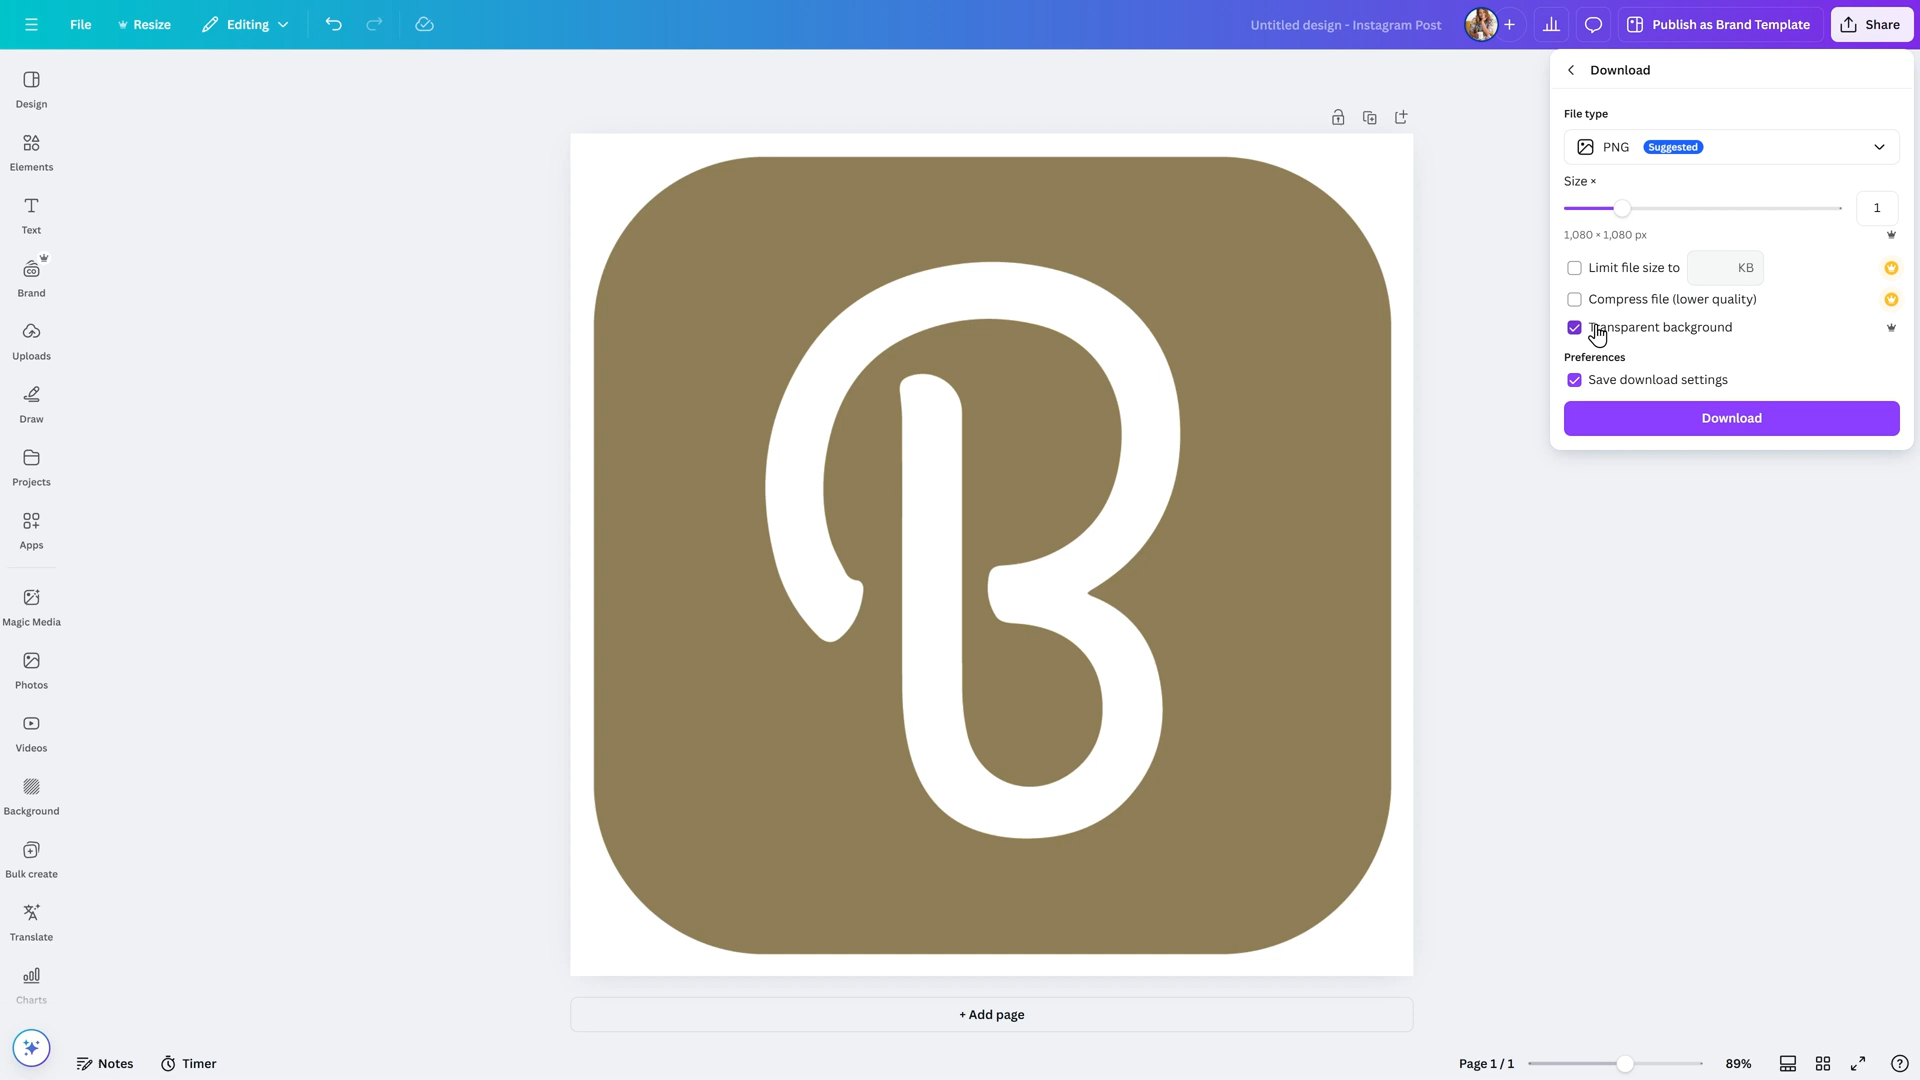 File
Resize
Editing
Untitled design - Instagram Post
Publish as Brand Template
Share
Design
Elements
Text
CO
Brand
Uploads
Draw
Projects
Apps
Magic Media
Photos
Videos
Background
Bulk create
Translate
Charts
B
Download
File type
PNG Suggested
Size ×
1
1,080 × 1,080 px
Limit file size to KB
Compress file (lower quality)
Transparent background
Preferences
Save download settings
Download
+ Add page
Notes
Timer
Page 1 / 1
89%